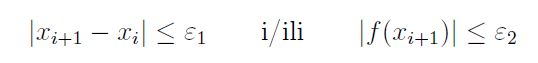 |x_{i+1} − x_i| ≤ ε_1 i/ili |f(x_{i+1})| ≤ ε_2